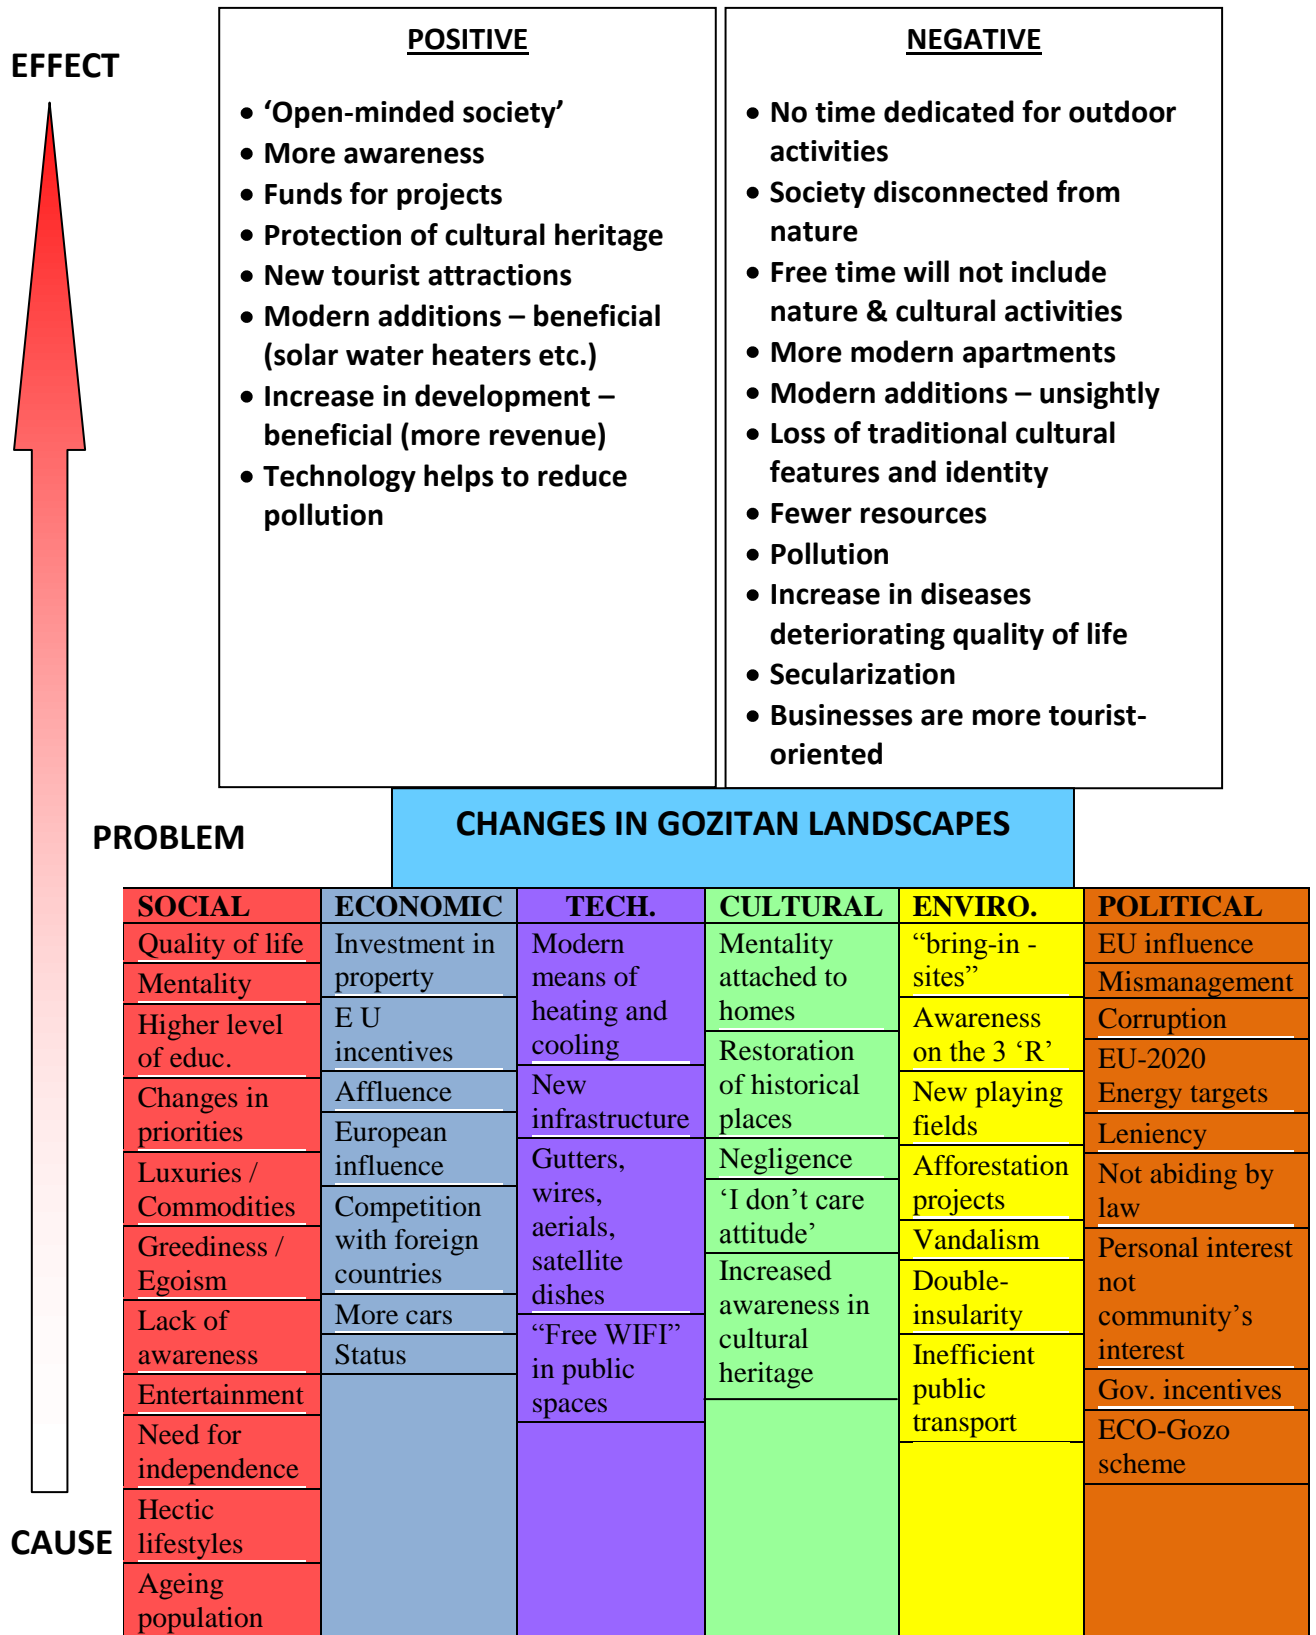 EFFECT
POSITIVE
• ‘Open-minded society’
• More awareness
• Funds for projects
• Protection of cultural heritage
• New tourist attractions
• Modern additions – beneficial
(solar water heaters etc.)
• Increase in development –
beneficial (more revenue)
• Technology helps to reduce
pollution
NEGATIVE
• No time dedicated for outdoor
activities
• Society disconnected from
nature
• Free time will not include
nature & cultural activities
• More modern apartments
• Modern additions – unsightly
• Loss of traditional cultural
features and identity
• Fewer resources
• Pollution
• Increase in diseases
deteriorating quality of life
• Secularization
• Businesses are more tourist-
oriented
PROBLEM
CHANGES IN GOZITAN LANDSCAPES
SOCIAL
Quality of life
Mentality
Higher level
of educ.
Changes in
priorities
Luxuries /
Commodities
Greediness /
Egoism
Lack of
awareness
Entertainment
Need for
independence
Hectic
lifestyles
Ageing
population
ECONOMIC
Investment in
property
E U
incentives
Affluence
European
influence
Competition
with foreign
countries
More cars
Status
TECH.
Modern
means of
heating and
cooling
New
infrastructure
Gutters,
wires,
aerials,
satellite
dishes
“Free WIFI”
in public
spaces
CULTURAL
Mentality
attached to
homes
Restoration
of historical
places
Negligence
‘I don’t care
attitude’
Increased
awareness in
cultural
heritage
ENVIRO.
“bring-in -
sites”
Awareness
on the 3 ‘R’
New playing
fields
Afforestation
projects
Vandalism
Double-
insularity
Inefficient
public
transport
POLITICAL
EU influence
Mismanagement
Corruption
EU-2020
Energy targets
Leniency
Not abiding by
law
Personal interest
not
community’s
interest
Gov. incentives
ECO-Gozo
scheme
CAUSE